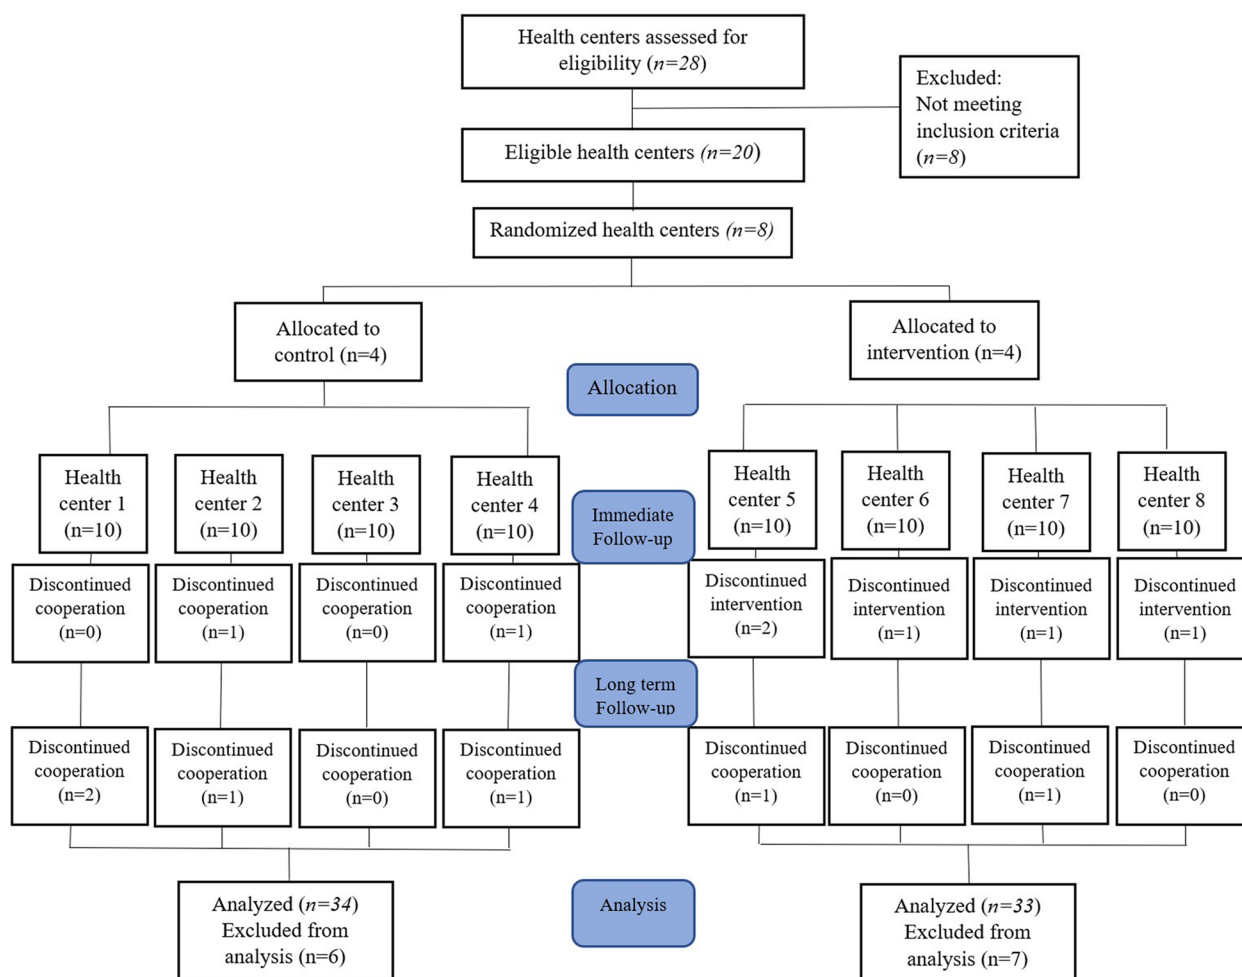 Health centers assessed for
eligibility (n=28)
Excluded:
Not meeting
inclusion criteria
(n=8)
Eligible health centers (n=20)
Randomized health centers (n=8)
Allocated to
control (n=4)
Allocated to
intervention (n=4)
Allocation
Health
center 1
(n=10)
Health
center 2
(n=10)
Health
center 3
(n=10)
Health
center 4
(n=10)
Immediate
Follow-up
Health
center 5
(n=10)
Health
center 6
(n=10)
Health
center 7
(n=10)
Health
center 8
(n=10)
Discontinued
cooperation
(n=0)
Discontinued
cooperation
(n=1)
Discontinued
cooperation
(n=0)
Discontinued
cooperation
(n=1)
Discontinued
intervention
(n=2)
Discontinued
intervention
(n=1)
Discontinued
intervention
(n=1)
Discontinued
intervention
(n=1)
Long term
Follow-up
Discontinued
cooperation
(n=2)
Discontinued
cooperation
(n=1)
Discontinued
cooperation
(n=0)
Discontinued
cooperation
(n=1)
Discontinued
cooperation
(n=1)
Discontinued
cooperation
(n=0)
Discontinued
cooperation
(n=1)
Discontinued
cooperation
(n=0)
Analyzed (n=34)
Excluded from
analysis (n=6)
Analysis
Analyzed (n=33)
Excluded from
analysis (n=7)